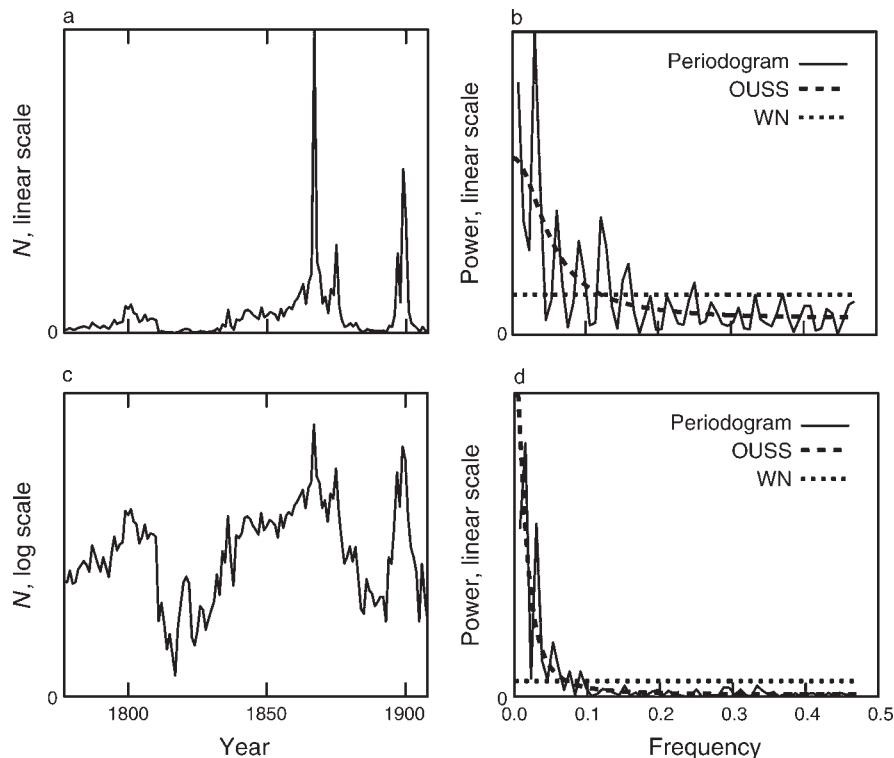 a
N, linear scale
0
b
Power, linear scale
Periodogram
OUSS
WN
0
c
N, log scale
0
1800 1850 1900
Year
d
Power, linear scale
Periodogram
OUSS
WN
0
0.0 0.1 0.2 0.3 0.4 0.5
Frequency